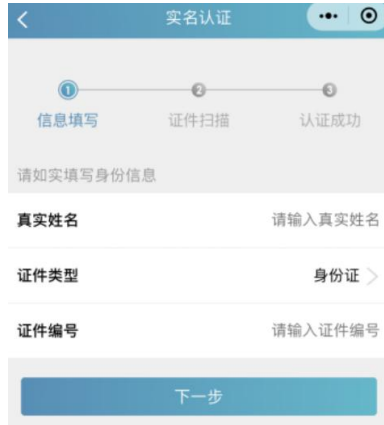 实名认证
1 2 3
信息填写 证件扫描 认证成功
请如实填写身份信息
真实姓名 请输入真实姓名
证件类型 身份证
证件编号 请输入证件编号
下一步